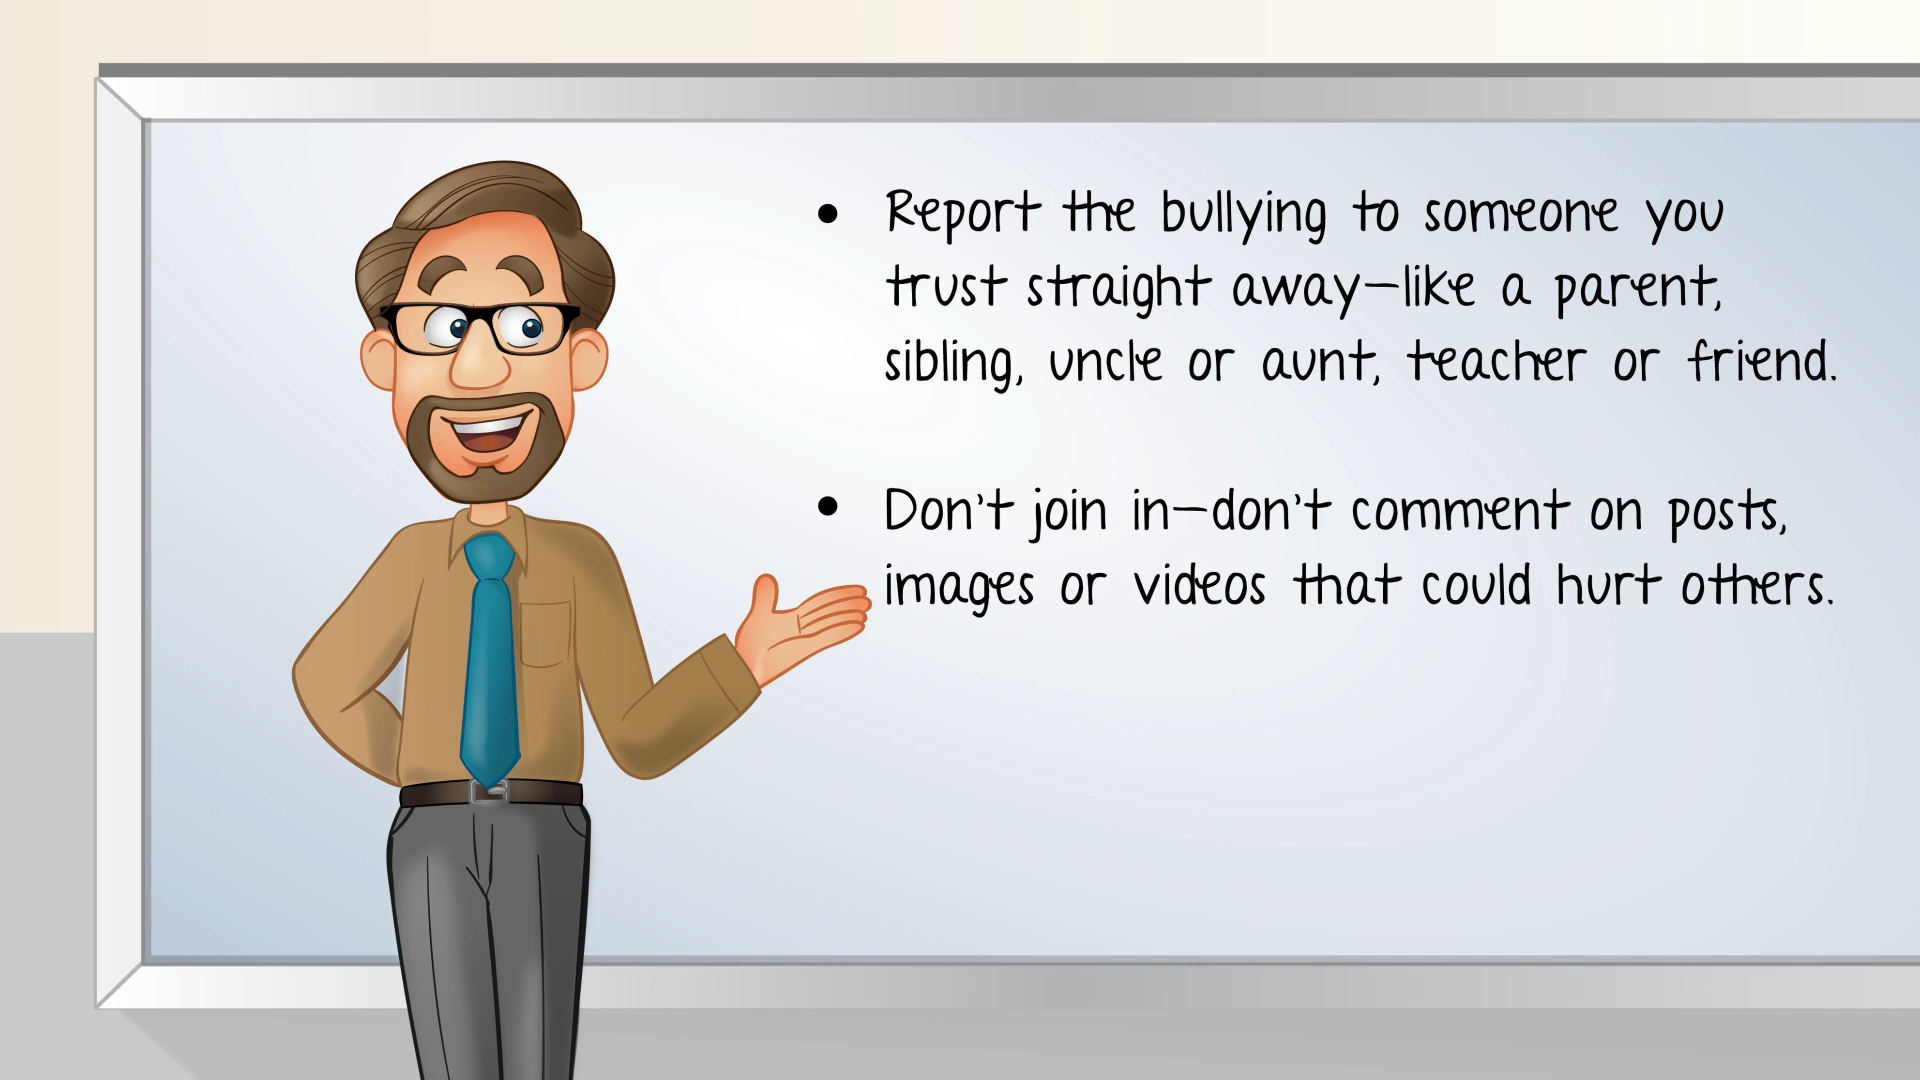 • Report the bullying to someone you
trust straight away—like a parent,
sibling, uncle or aunt, teacher or friend.
• Don't join in—don't comment on posts,
images or videos that could hurt others.